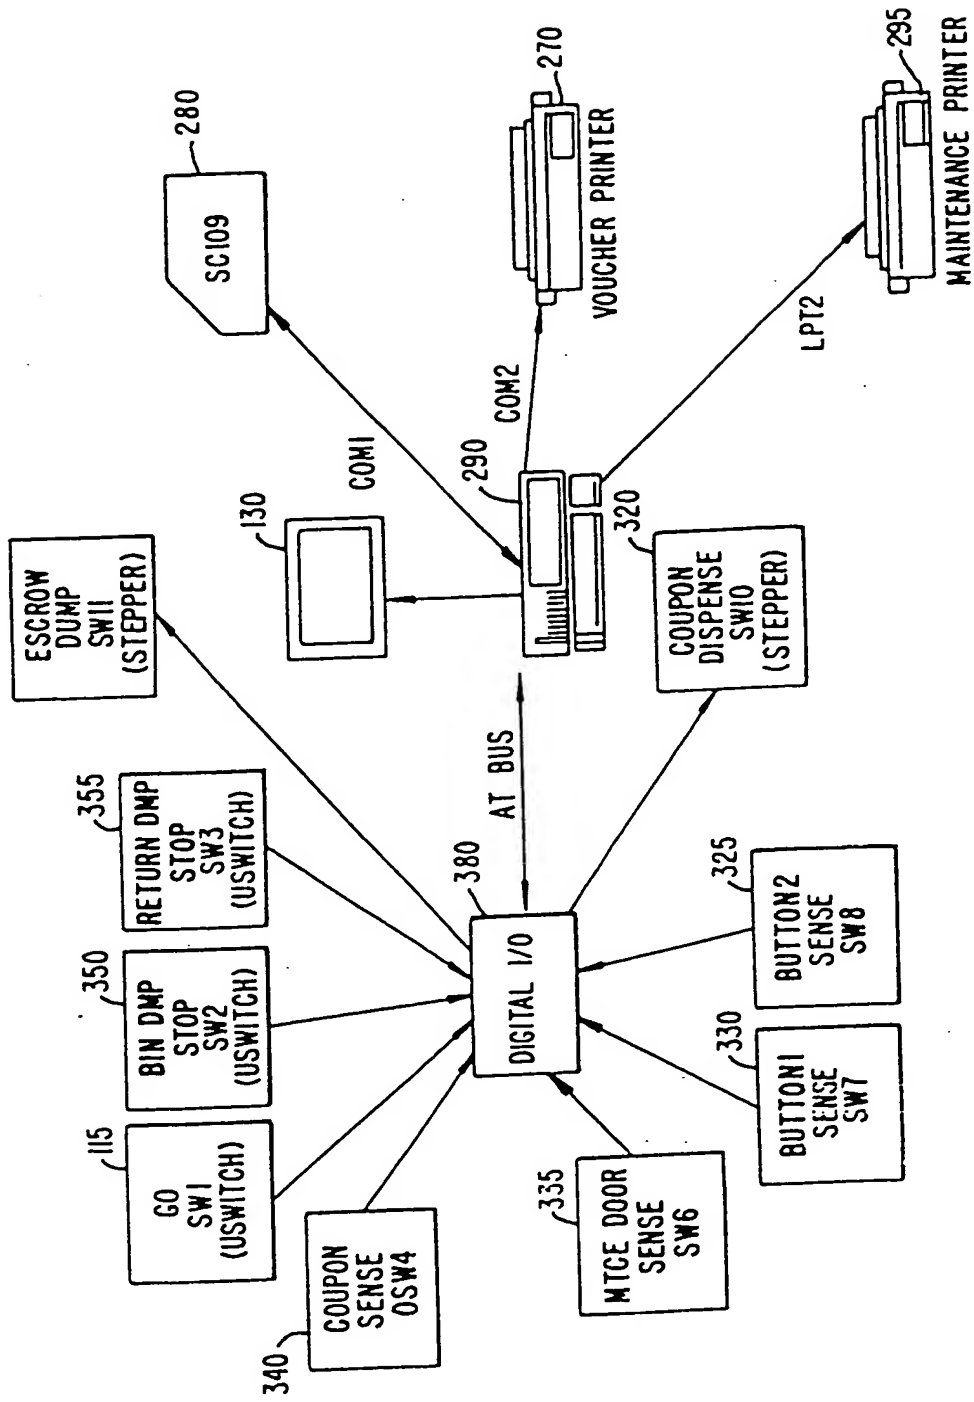 280
SC109
270
VOUCHER PRINTER
295
MAINTENANCE PRINTER
130
COM1
COM2
LPT2
290
ESCROW
DUMP
SW11
(STEPPER)
320
COUPON
DISPENSE
SW10
(STEPPER)
AT BUS
355
RETURN DMP
STOP
SW3
(USWITCH)
380
DIGITAL I/O
350
BIN DMP
STOP
SW2
(USWITCH)
325
BUTTON2
SENSE
SW8
115
GO
SW1
(USWITCH)
330
BUTTON1
SENSE
SW7
340
COUPON
SENSE
OSW4
335
MTCE DOOR
SENSE
SW6